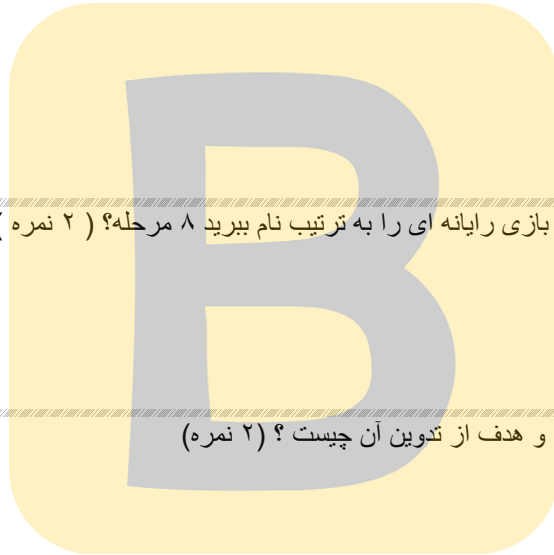 بازی رایانه ای را به ترتیب نام ببرید ۸ مرحله؟ ( ۲ نمره )
و هدف از تدوین آن چیست ؟ (۲ نمره)
B